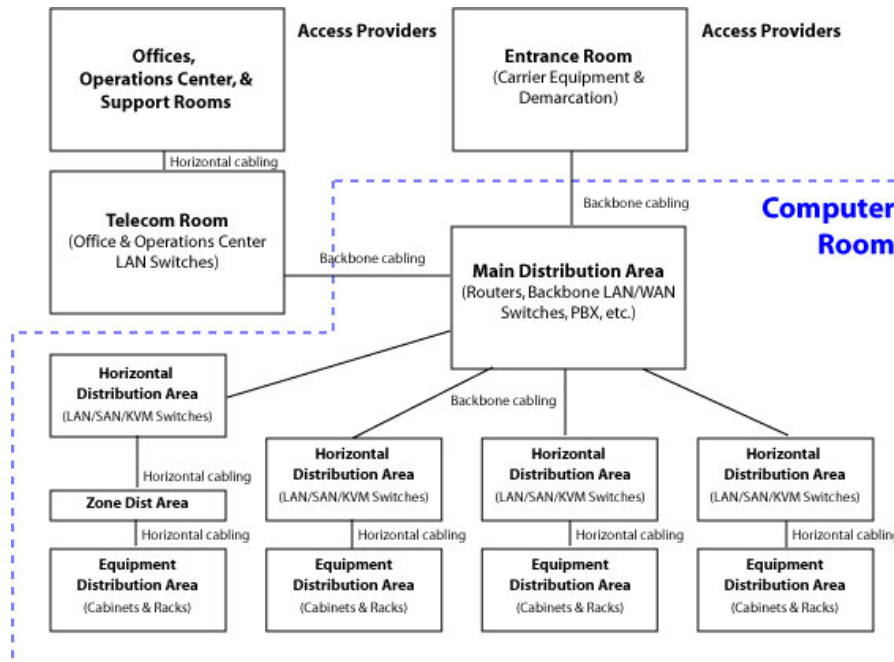 Offices,
Operations Center, &
Support Rooms
Access Providers
Entrance Room
(Carrier Equipment &
Demarcation)
Access Providers
Horizontal cabling
Telecom Room
(Office & Operations Center
LAN Switches)
Backbone cabling
Backbone cabling
Computer
Room
Main Distribution Area
(Routers, Backbone LAN/WAN
Switches, PBX, etc.)
Horizontal
Distribution Area
(LAN/SAN/KVM Switches)
Backbone cabling
Horizontal cabling
Zone Dist Area
Horizontal cabling
Equipment
Distribution Area
(Cabinets & Racks)
Horizontal
Distribution Area
(LAN/SAN/KVM Switches)
Horizontal cabling
Equipment
Distribution Area
(Cabinets & Racks)
Horizontal
Distribution Area
(LAN/SAN/KVM Switches)
Horizontal cabling
Equipment
Distribution Area
(Cabinets & Racks)
Horizontal
Distribution Area
(LAN/SAN/KVM Switches)
Horizontal cabling
Equipment
Distribution Area
(Cabinets & Racks)